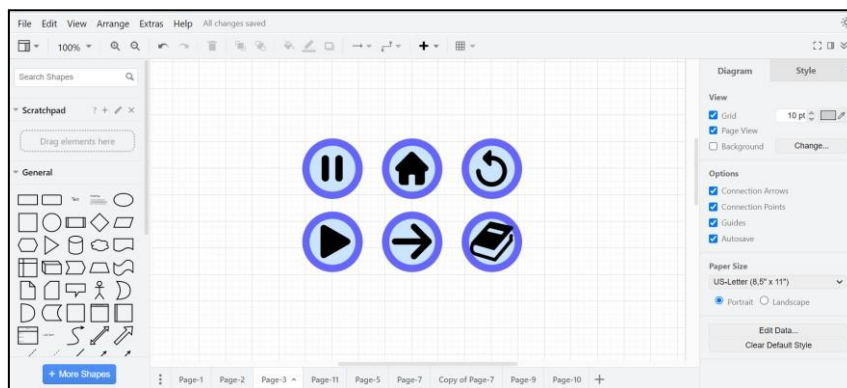 File Edit View Arrange Extras Help All changes saved
100%
Search Shapes
Scratchpad
Drag elements here
General
Text
+ More Shapes
Diagram Style
View
Grid 10 pt
Page View
Background Change...
Options
Connection Arrows
Connection Points
Guides
Autosave
Paper Size
US-Letter (8,5" x 11")
Portrait Landscape
Edit Data...
Clear Default Style
Page-1 Page-2 Page-3 Page-11 Page-5 Page-7 Copy of Page-7 Page-9 Page-10